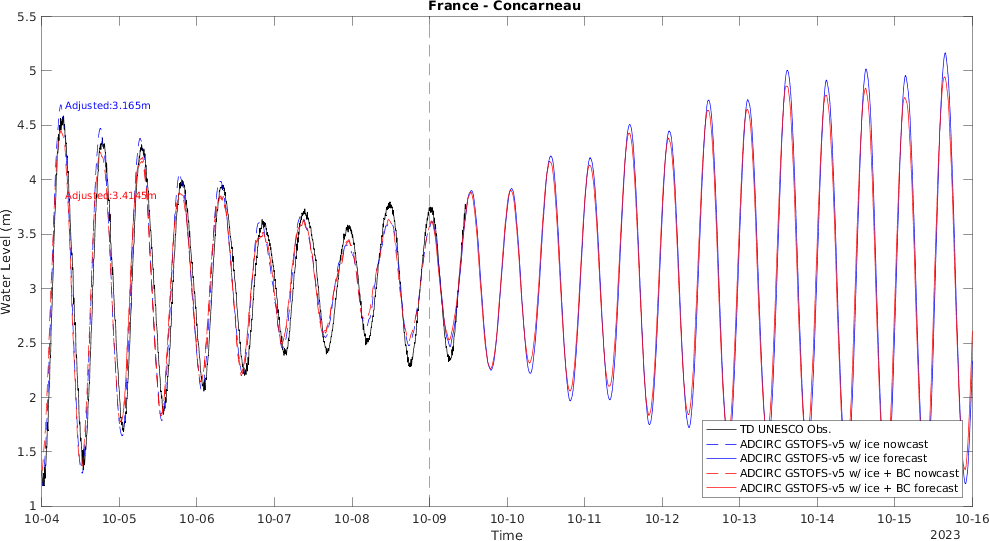 France - Concarneau
Water Level (m)
5.5
5
4.5
4
3.5
3
2.5
2
1.5
1
Adjusted:3.165m
Adjusted:3.4145m
TD UNESCO Obs.
ADCIRC GSTOFS-v5 w/ ice nowcast
ADCIRC GSTOFS-v5 w/ ice forecast
ADCIRC GSTOFS-v5 w/ ice + BC nowcast
ADCIRC GSTOFS-v5 w/ ice + BC forecast
10-04 10-05 10-06 10-07 10-08 10-09 10-10 10-11 10-12 10-13 10-14 10-15 10-16
Time
2023